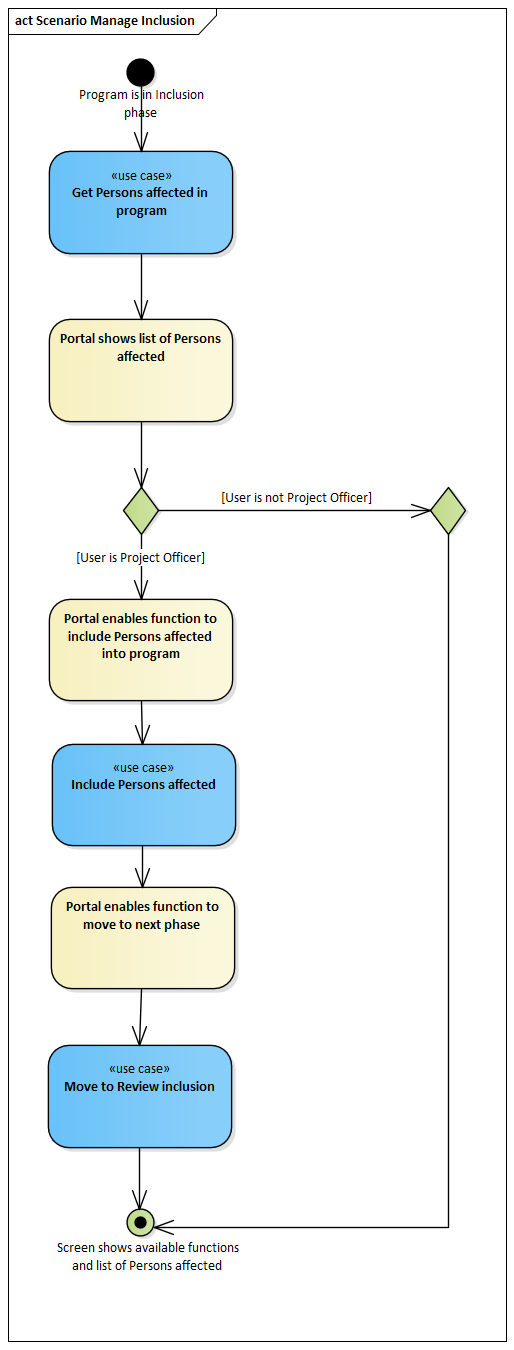 act Scenario Manage Inclusion
Program is in Inclusion
phase
«use case»
Get Persons affected in
program
Portal shows list of Persons
affected
[User is not Project Officer]
[User is Project Officer]
Portal enables function to
include Persons affected
into program
«use case»
Include Persons affected
Portal enables function to
move to next phase
«use case»
Move to Review inclusion
Screen shows available functions
and list of Persons affected